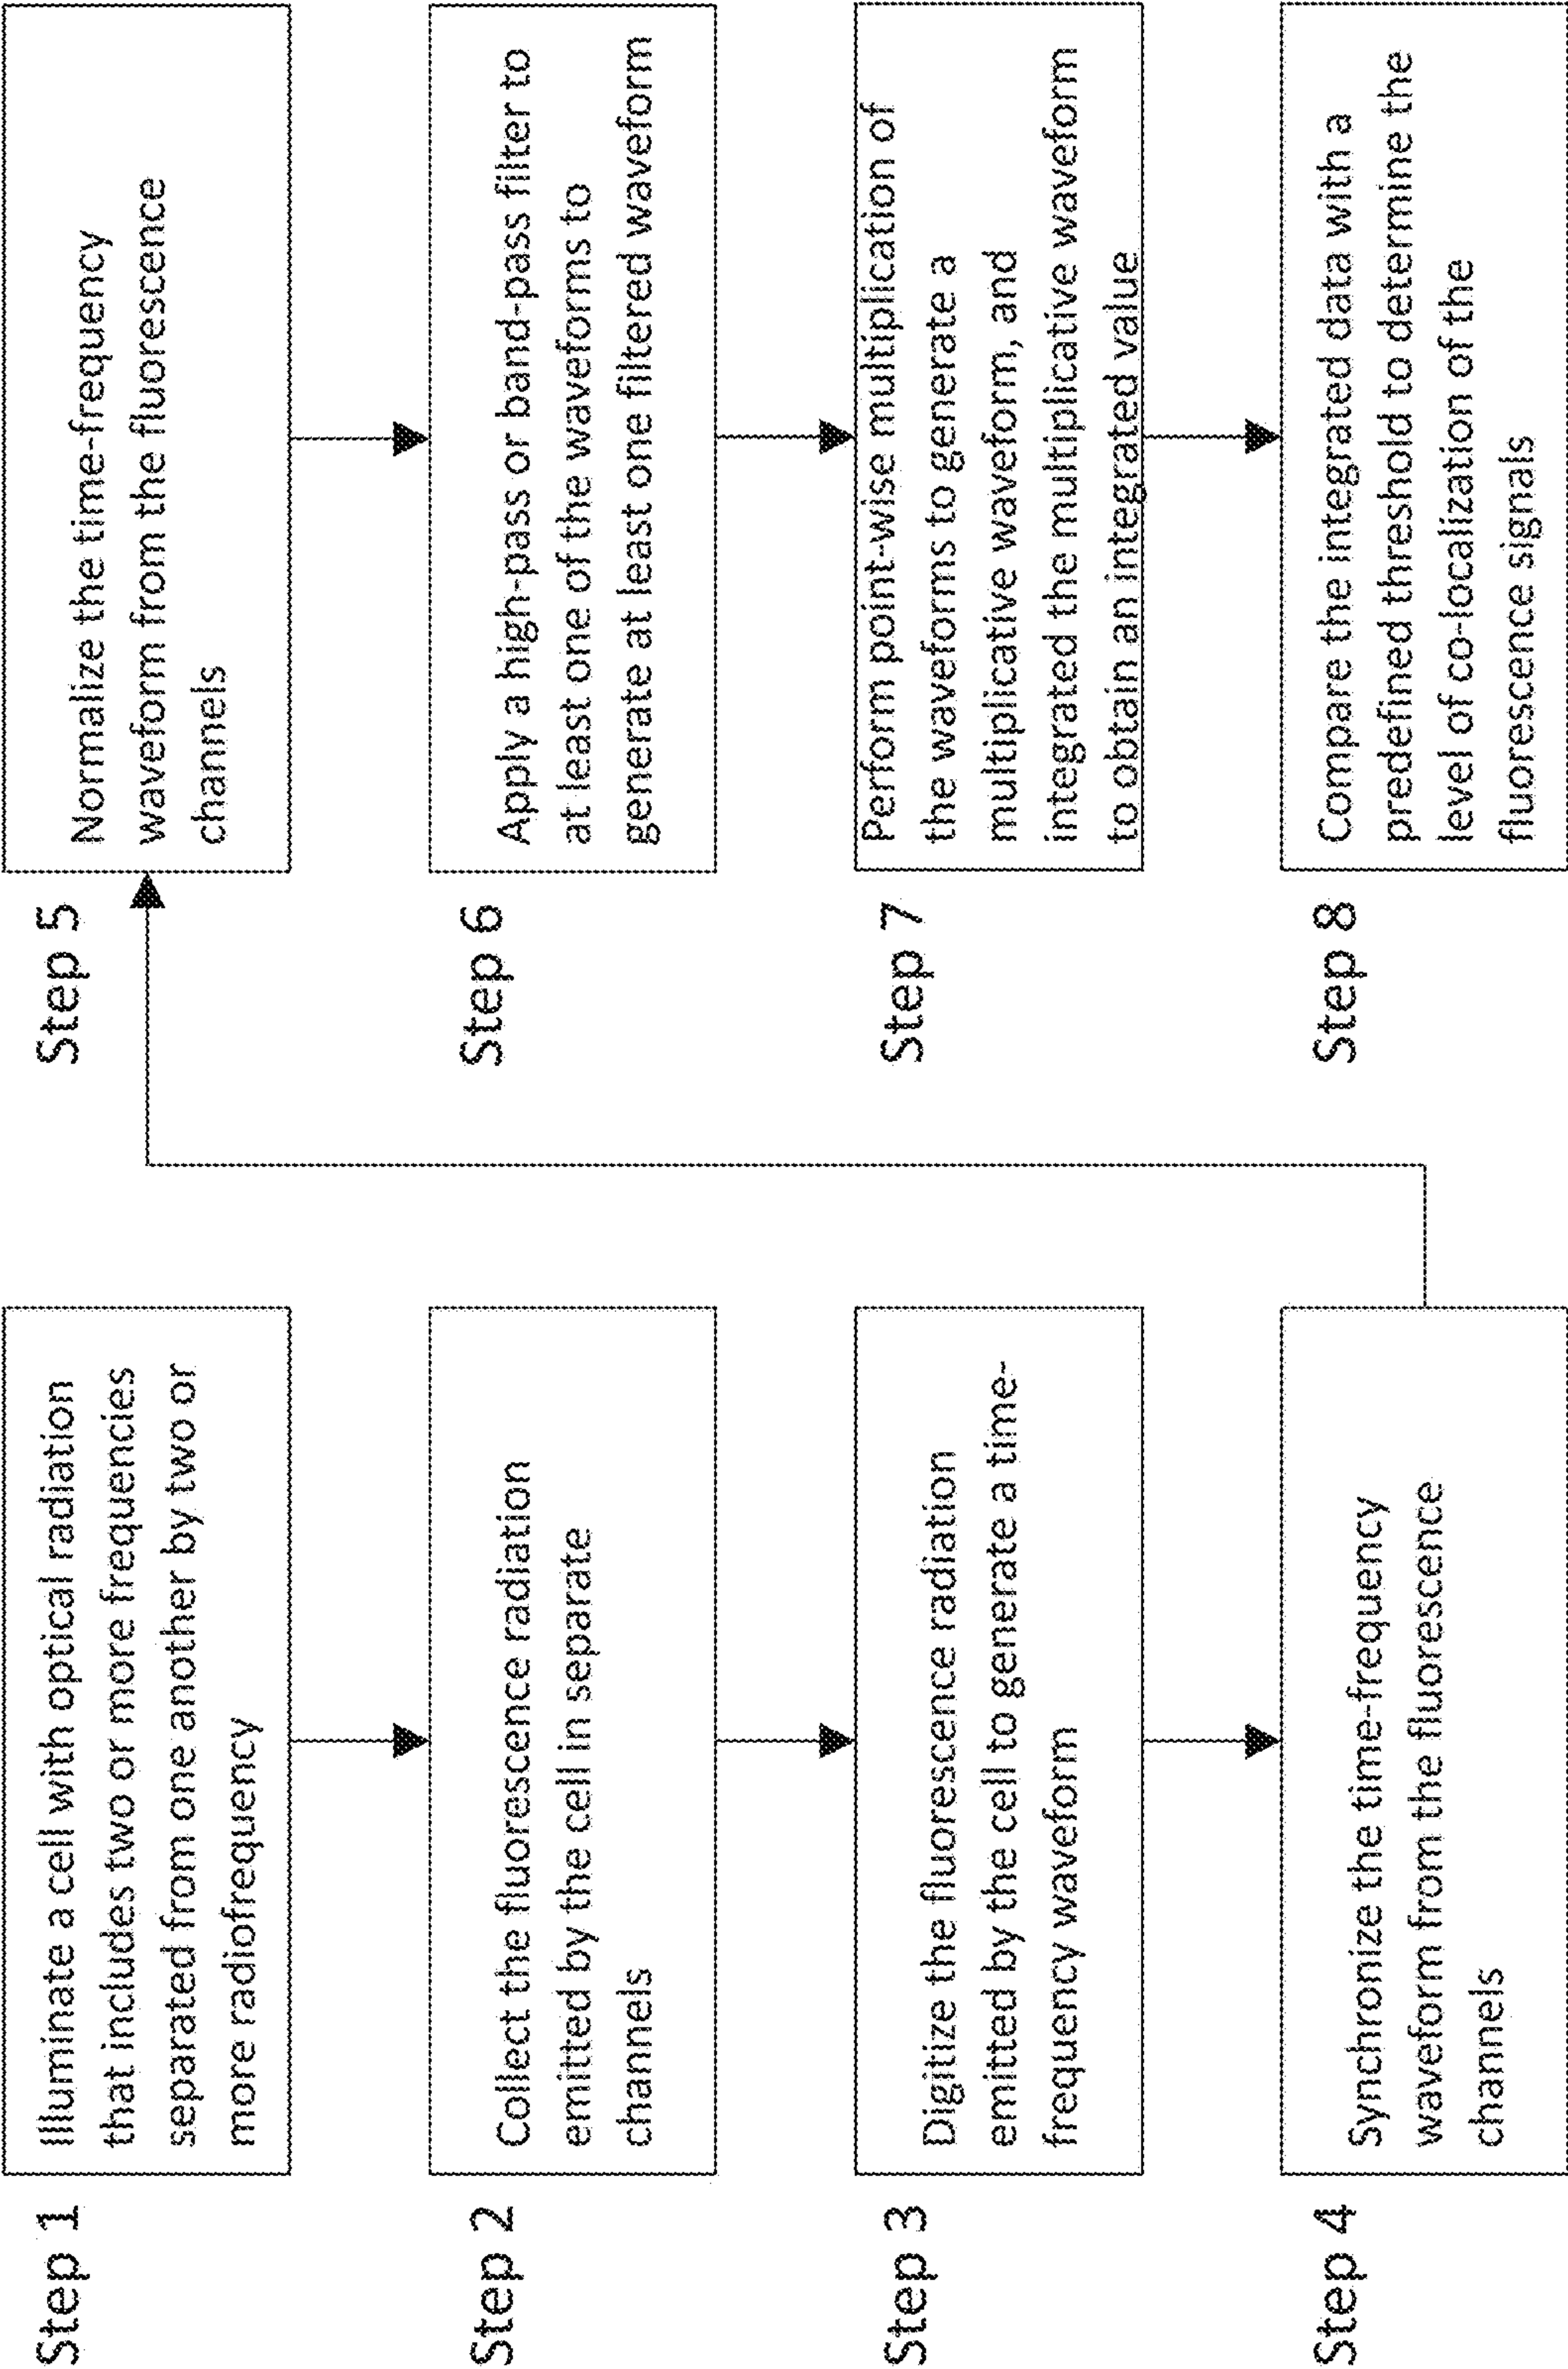 Step 1
Illuminate a cell with optical radiation
that includes two or more frequencies
separated from one another by two or
more radiofrequency
Step 2
Collect the fluorescence radiation
emitted by the cell in separate
channels
Step 3
Digitize the fluorescence radiation
emitted by the cell to generate a time-
frequency waveform
Step 4
Synchronize the time-frequency
waveform from the fluorescence
channels
Step 5
Normalize the time-frequency
waveform from the fluorescence
channels
Step 6
Apply a high-pass or band-pass filter to
at least one of the waveforms to
generate at least one filtered waveform
Step 7
Perform point-wise multiplication of
the waveforms to generate a
multiplicative waveform, and
integrated the multiplicative waveform
to obtain an integrated value
Step 8
Compare the integrated data with a
predefined threshold to determine the
level of co-localization of the
fluorescence signals